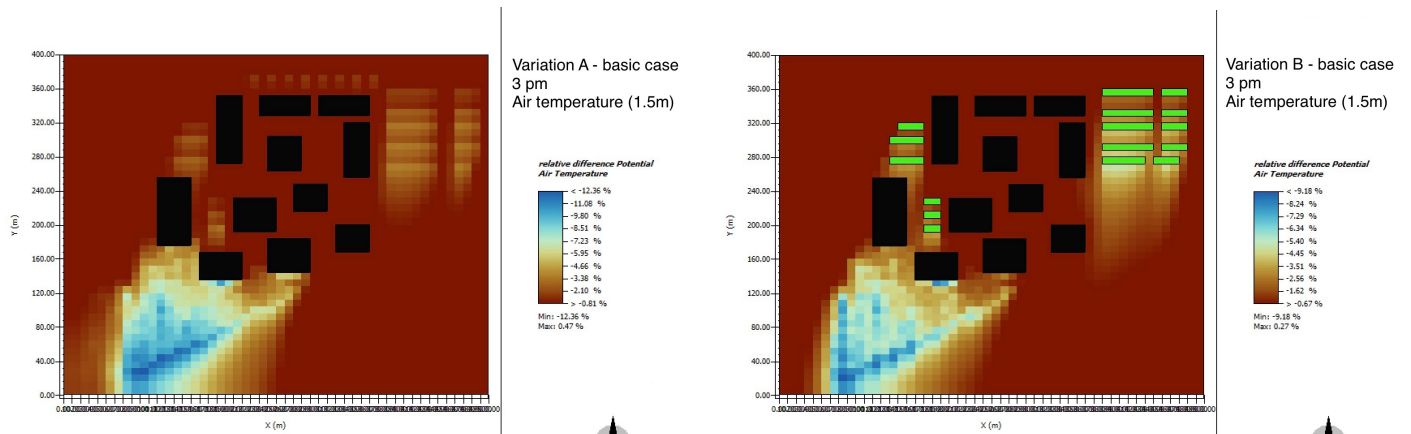 Variation A - basic case
3 pm
Air temperature (1.5m)
400.00
360.00
320.00
280.00
240.00
200.00
160.00
120.00
80.00
40.00
0.00
Y (m)
X (m)
relative difference Potential
Air Temperature
< -12.36 %
-11.08 %
-9.80 %
-8.51 %
-7.23 %
-5.95 %
-4.66 %
-3.38 %
-2.10 %
> -0.81 %
Min: -12.36 %
Max: 0.47 %
Variation B - basic case
3 pm
Air temperature (1.5m)
400.00
360.00
320.00
280.00
240.00
200.00
160.00
120.00
80.00
40.00
0.00
Y (m)
X (m)
relative difference Potential
Air Temperature
< -9.18 %
-8.24 %
-7.29 %
-6.34 %
-5.40 %
-4.45 %
-3.51 %
-2.56 %
-1.62 %
> -0.67 %
Min: -9.18 %
Max: 0.27 %